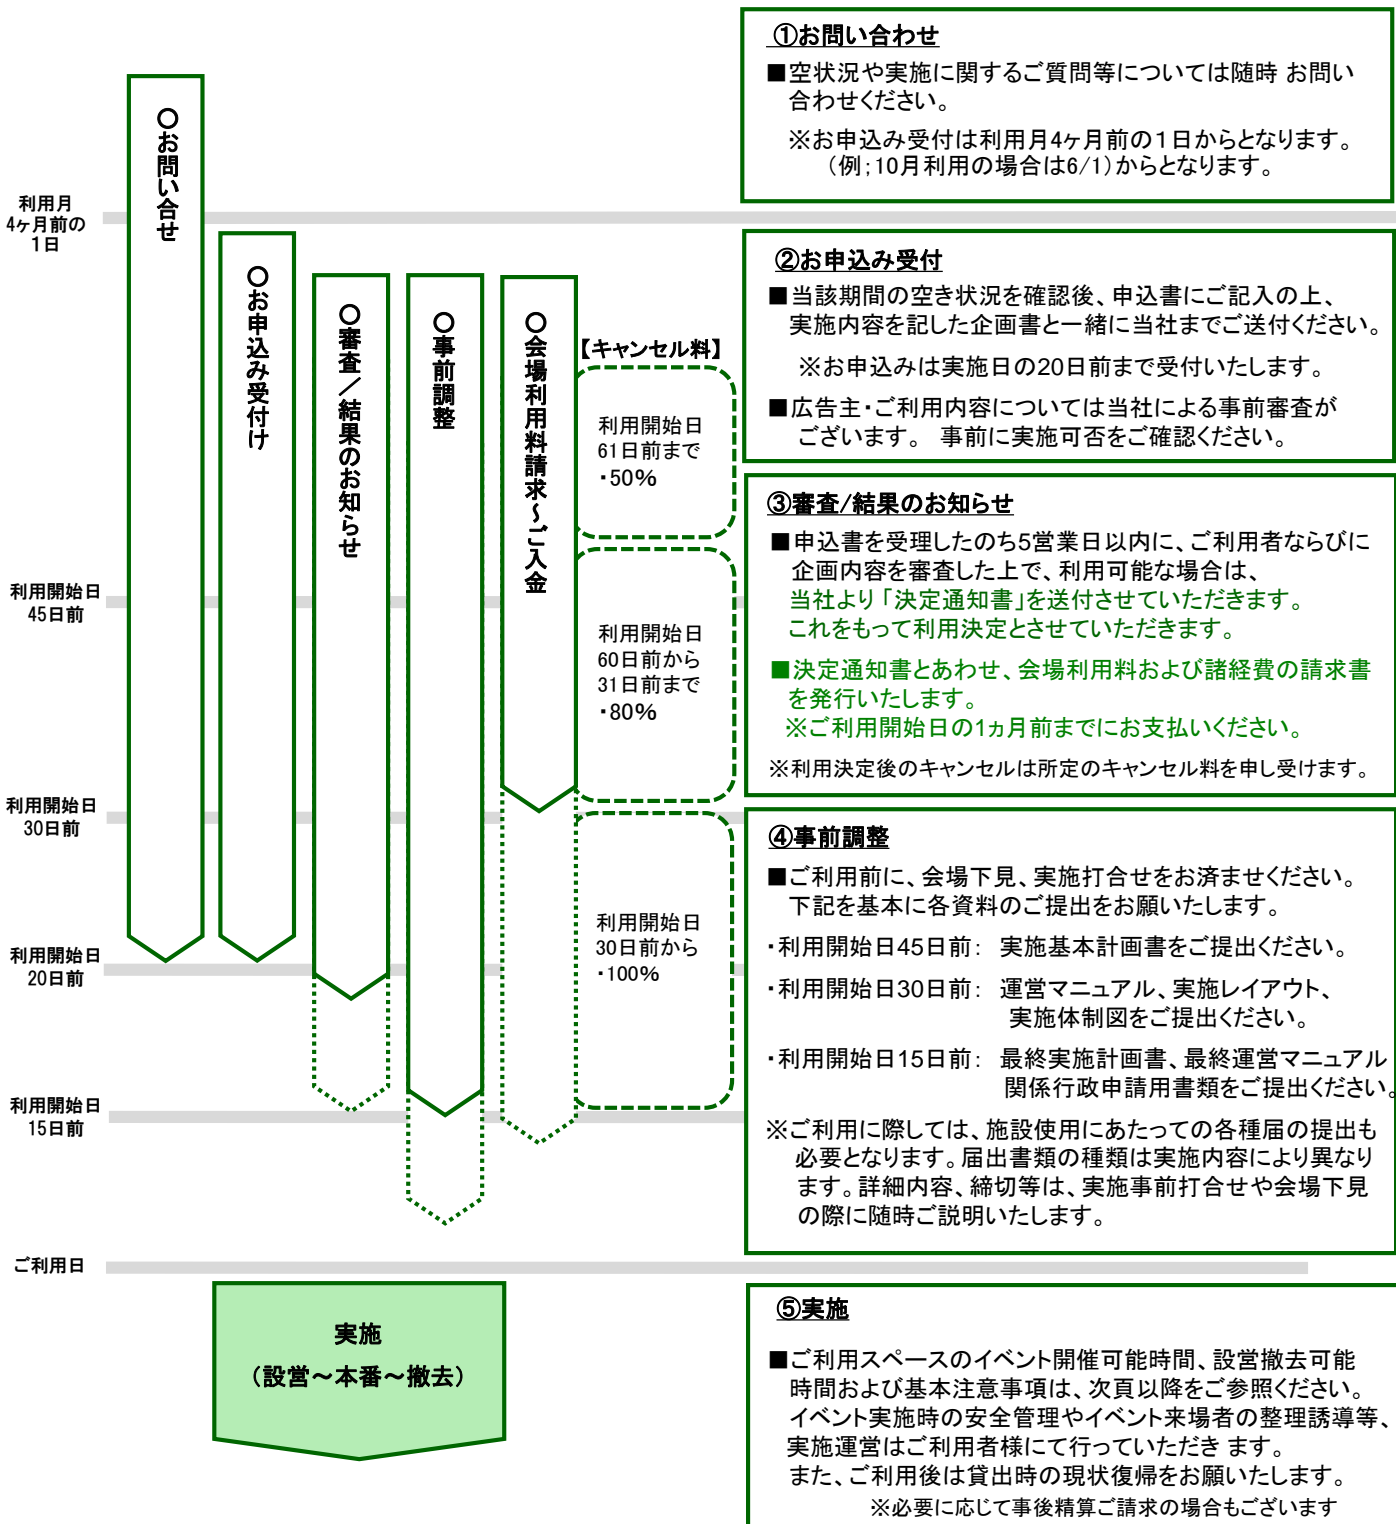 ①お問い合わせ
■空状況や実施に関するご質問等については随時 お問い
合わせください。
※お申込み受付は利用月4ヶ月前の1日からとなります。
（例；10月利用の場合は6/1）からとなります。
〇お問い合せ
利用月
4ヶ月前の
1日
〇お申込み受付け
〇審査／結果のお知らせ
〇事前調整
〇会場利用料請求～ご入金
【キャンセル料】
利用開始日
61日前まで
・50％
利用開始日
60日前から
31日前まで
・80％
利用開始日
30日前から
・100％
②お申込み受付
■当該期間の空き状況を確認後、申込書にご記入の上、
実施内容を記した企画書と一緒に当社までご送付ください。
※お申込みは実施日の20日前まで受付いたします。
■広告主・ご利用内容については当社による事前審査が
ございます。 事前に実施可否をご確認ください。
③審査/結果のお知らせ
■申込書を受理したのち5営業日以内に、ご利用者ならびに
企画内容を審査した上で、利用可能な場合は、
当社より「決定通知書」を送付させていただきます。
これをもって利用決定とさせていただきます。
■決定通知書とあわせ、会場利用料および諸経費の請求書
を発行いたします。
※ご利用開始日の1ヵ月前までにお支払いください。
※利用決定後のキャンセルは所定のキャンセル料を申し受けます。
利用開始日
45日前
利用開始日
30日前
利用開始日
20日前
利用開始日
15日前
④事前調整
■ご利用前に、会場下見、実施打合せをお済ませください。
下記を基本に各資料のご提出をお願いたします。
・利用開始日45日前： 実施基本計画書をご提出ください。
・利用開始日30日前： 運営マニュアル、実施レイアウト、
実施体制図をご提出ください。
・利用開始日15日前： 最終実施計画書、最終運営マニュアル
関係行政申請用書類をご提出ください。
※ご利用に際しては、施設使用にあたっての各種届の提出も
必要となります。届出書類の種類は実施内容により異なり
ます。詳細内容、締切等は、実施事前打合せや会場下見
の際に随時ご説明いたします。
ご利用日
実施
（設営～本番～撤去）
⑤実施
■ご利用スペースのイベント開催可能時間、設営撤去可能
時間および基本注意事項は、次頁以降をご参照ください。
イベント実施時の安全管理やイベント来場者の整理誘導等、
実施運営はご利用者様にて行っていただき ます。
また、ご利用後は貸出時の現状復帰をお願いたします。
※必要に応じて事後精算ご請求の場合もございます